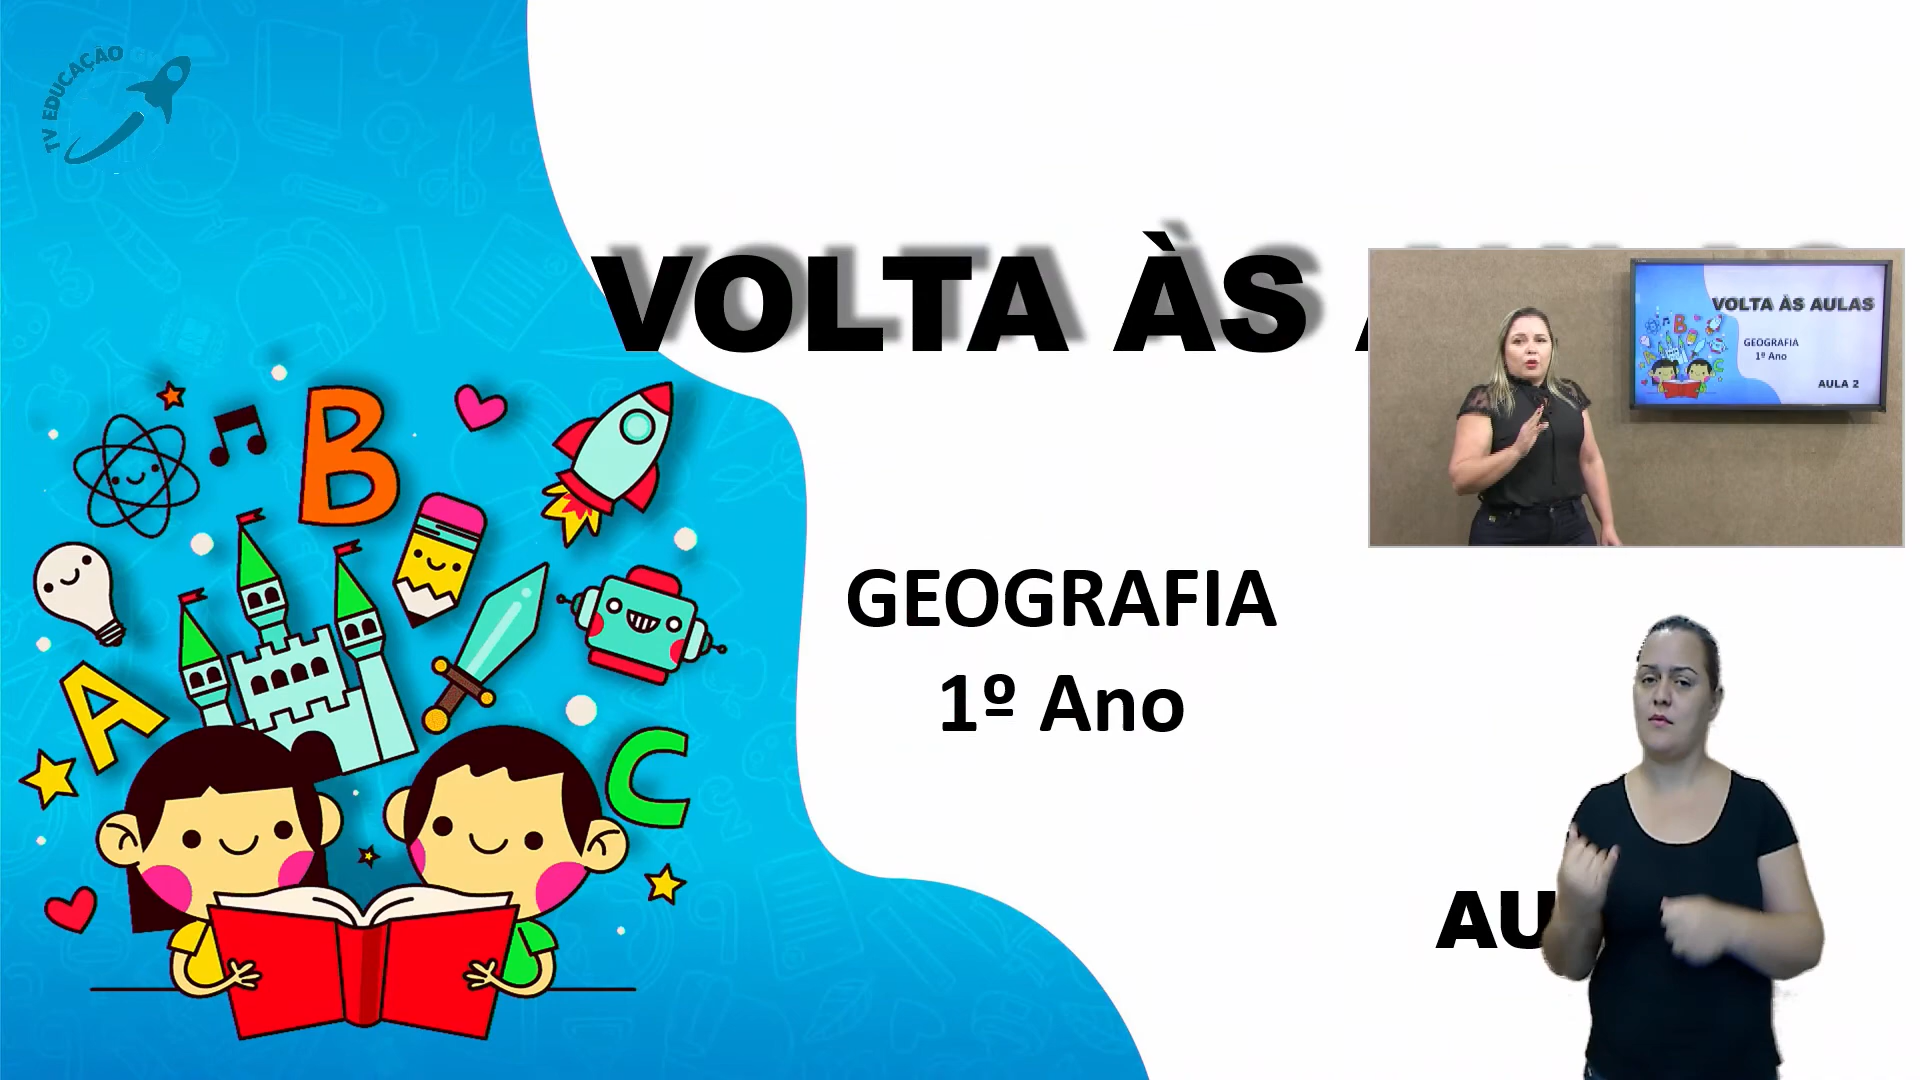 TV EDUCAÇÃO
VOLTA ÀS
GEOGRAFIA
1º Ano
AU
VOLTA ÀS AULAS
GEOGRAFIA
1º Ano
AULA 2
B
A
C